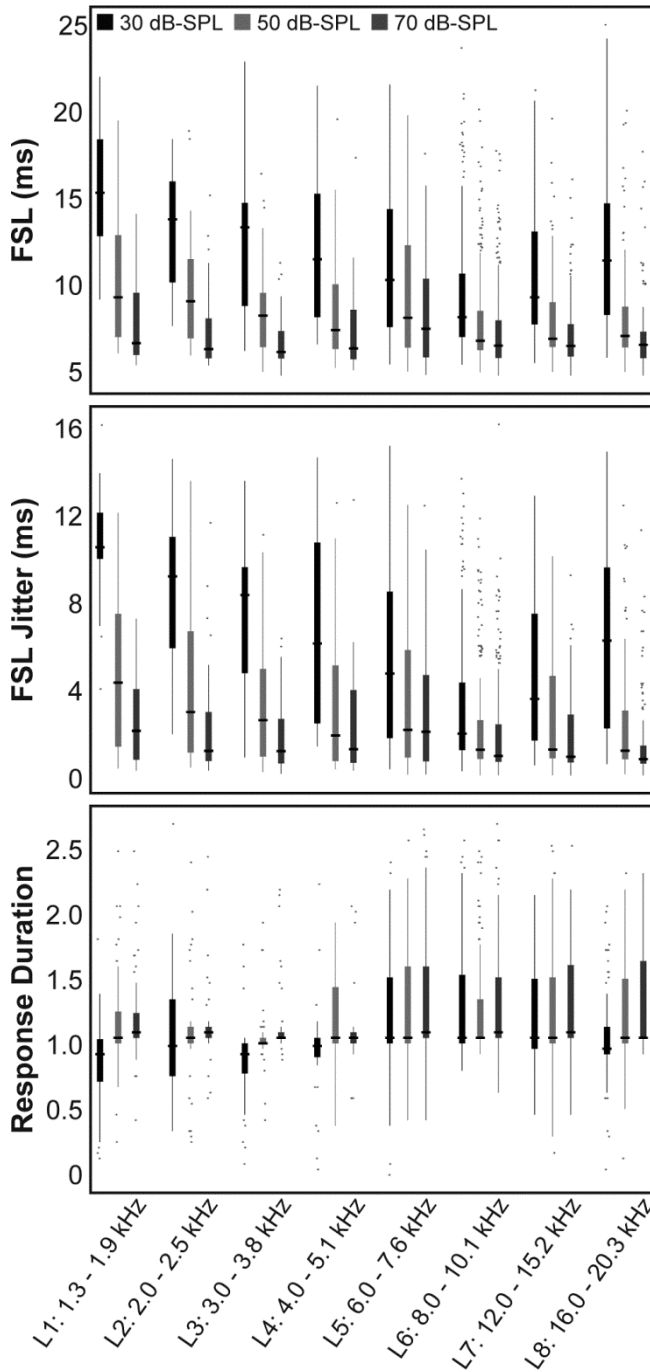 25
30 dB-SPL 50 dB-SPL 70 dB-SPL
20
15
10
5
FSL (ms)
16
12
8
4
0
FSL Jitter (ms)
2.5
2.0
1.5
1.0
0.5
0
Response Duration
L1: 1.3 - 1.9 kHz
L2: 2.0 - 2.5 kHz
L3: 3.0 - 3.8 kHz
L4: 4.0 - 5.1 kHz
L5: 6.0 - 7.6 kHz
L6: 8.0 - 10.1 kHz
L7: 12.0 - 15.2 kHz
L8: 16.0 - 20.3 kHz